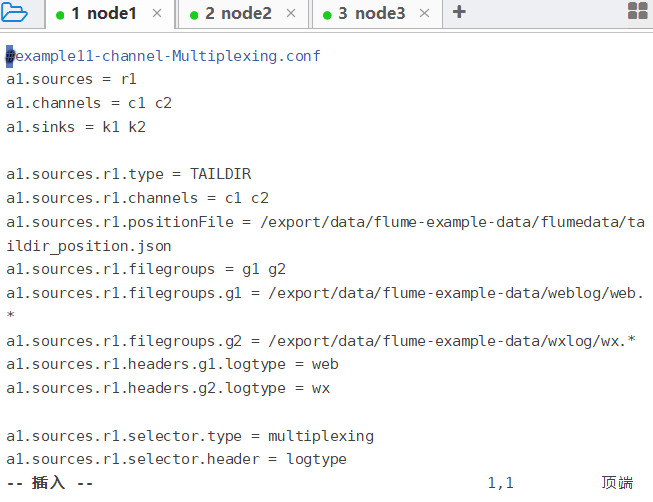 1 node1 × 2 node2 × 3 node3 × +
#example11-channel-Multiplexing.conf
a1.sources = r1
a1.channels = c1 c2
a1.sinks = k1 k2
a1.sources.r1.type = TAILDIR
a1.sources.r1.channels = c1 c2
a1.sources.r1.positionFile = /export/data/flume-example-data/flumedata/ta
ildir_position.json
a1.sources.r1.filegroups = g1 g2
a1.sources.r1.filegroups.g1 = /export/data/flume-example-data/weblog/web.
*
a1.sources.r1.filegroups.g2 = /export/data/flume-example-data/wxlog/wx.*
a1.sources.r1.headers.g1.logtype = web
a1.sources.r1.headers.g2.logtype = wx
a1.sources.r1.selector.type = multiplexing
a1.sources.r1.selector.header = logtype
-- 插入 -- 1,1 顶端